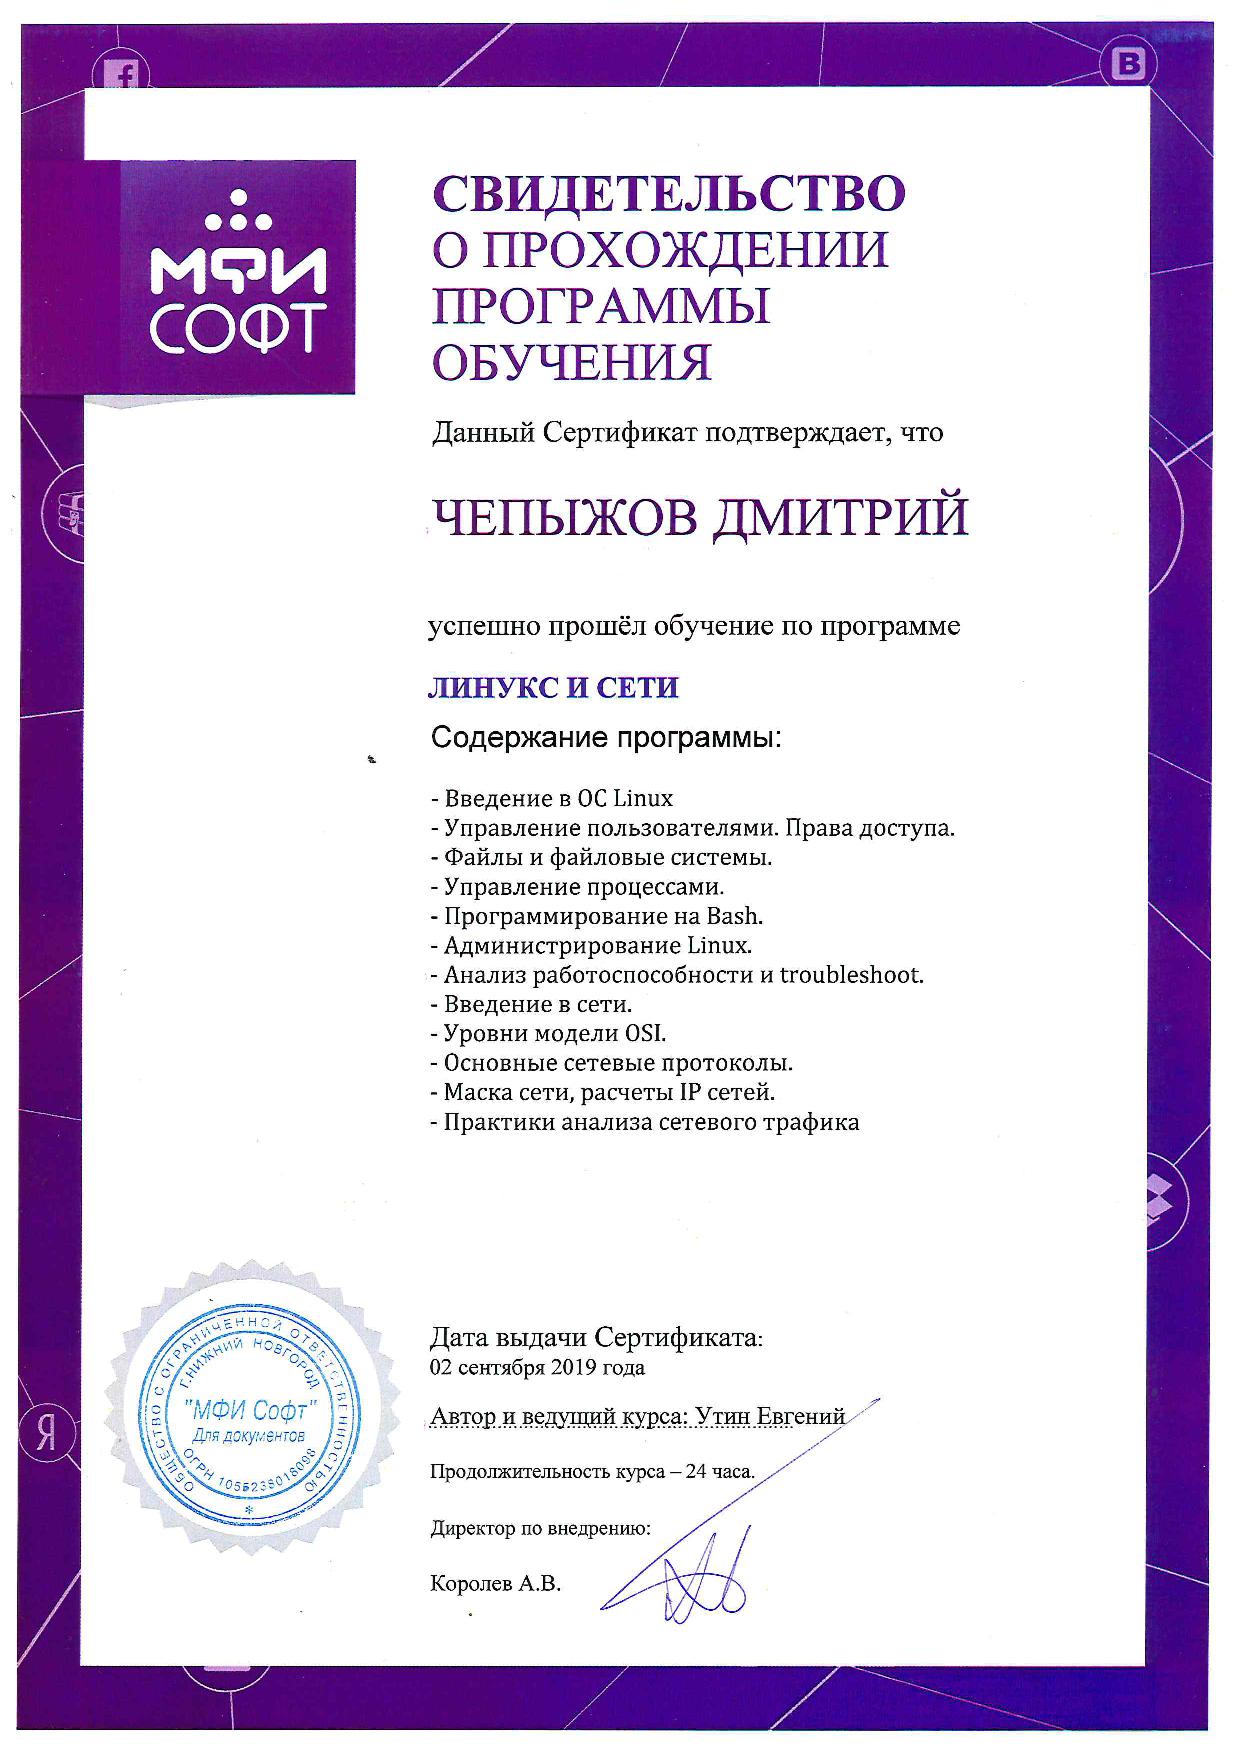 МФИ
СОФТ
СВИДЕТЕЛЬСТВО
О ПРОХОЖДЕНИИ
ПРОГРАММЫ
ОБУЧЕНИЯ
Данный Сертификат подтверждает, что
ЧЕПЫЖОВ ДМИТРИЙ
успешно прошёл обучение по программе
ЛИНУКС И СЕТИ
Содержание программы:
- Введение в ОС Linux
- Управление пользователями. Права доступа.
- Файлы и файловые системы.
- Управление процессами.
- Программирование на Bash.
- Администрирование Linux.
- Анализ работоспособности и troubleshoot.
- Введение в сети.
- Уровни модели OSI.
- Основные сетевые протоколы.
- Маска сети, расчеты IP сетей.
- Практики анализа сетевого трафика
Дата выдачи Сертификата:
02 сентября 2019 года
Автор и ведущий курса: Утин Евгений
Продолжительность курса – 24 часа.
Директор по внедрению:
Королев А.В.
ОБЩЕСТВО С ОГРАНИЧЕННОЙ ОТВЕТСТВЕННОСТЬЮ
Г.НИЖНИЙ НОВГОРОД
"МФИ Софт"
Для документов
ОГРН
f
B
Я